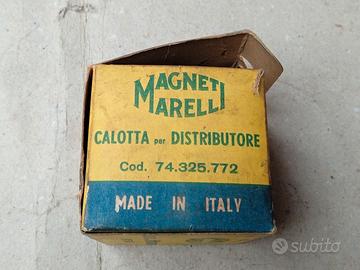 MAGNETI
MARELLI
CALOTTA per DISTRIBUTORE
Cod. 74.325.772
MADE IN ITALY
subito